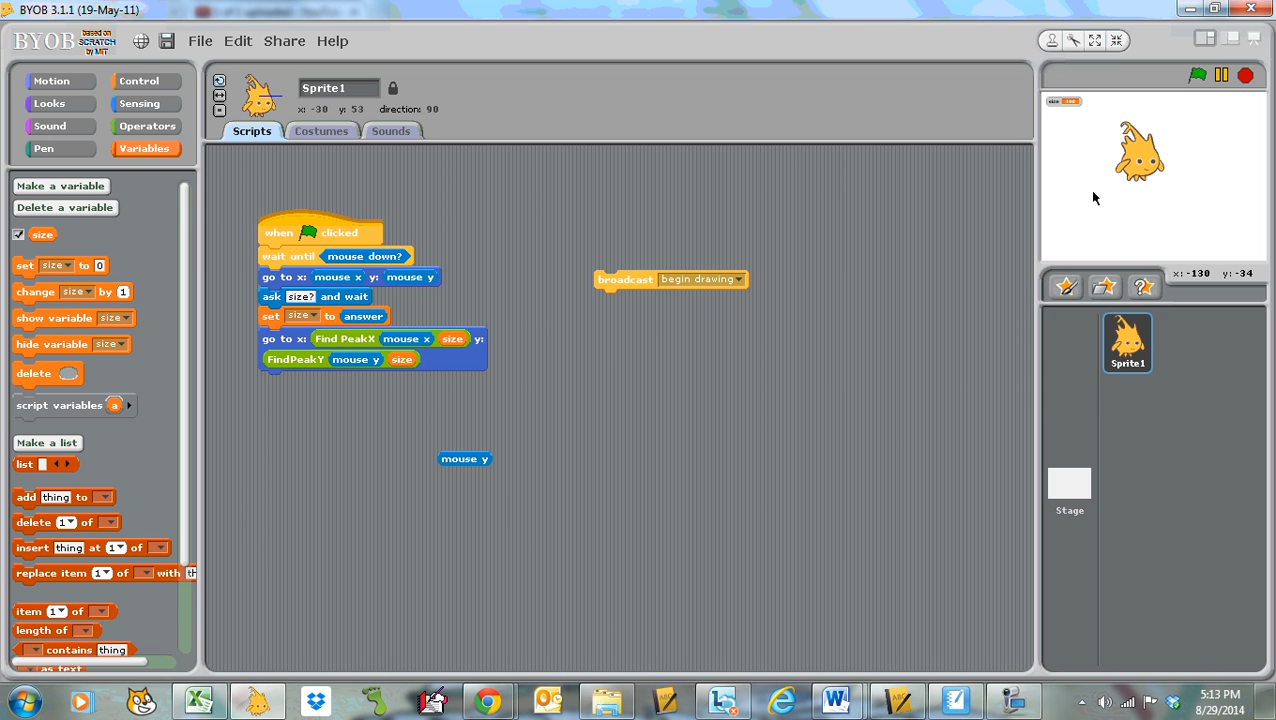 BYOB 3.1.1 (19-May-11)
BYOB based on SCRATCH by MIT File Edit Share Help
Motion Control
Looks Sensing
Sound Operators
Pen Variables
Make a variable
Delete a variable
size
set size to 0
change size by 1
show variable size
hide variable size
delete
script variables a
Make a list
list
add thing to
delete 1 of
insert thing at 1 of
replace item 1 of with th
item 1 of
length of
contains thing
as text
Sprite1
x: -30 y: 53 direction: 90
Scripts Costumes Sounds
when clicked
wait until mouse down?
go to x: mouse x y: mouse y
ask size? and wait
set size to answer
go to x: Find PeakX mouse x size y:
FindPeakY mouse y size
mouse y
broadcast begin drawing
size
x: -130 y: -34
Sprite1
Stage
5:13 PM
8/29/2014